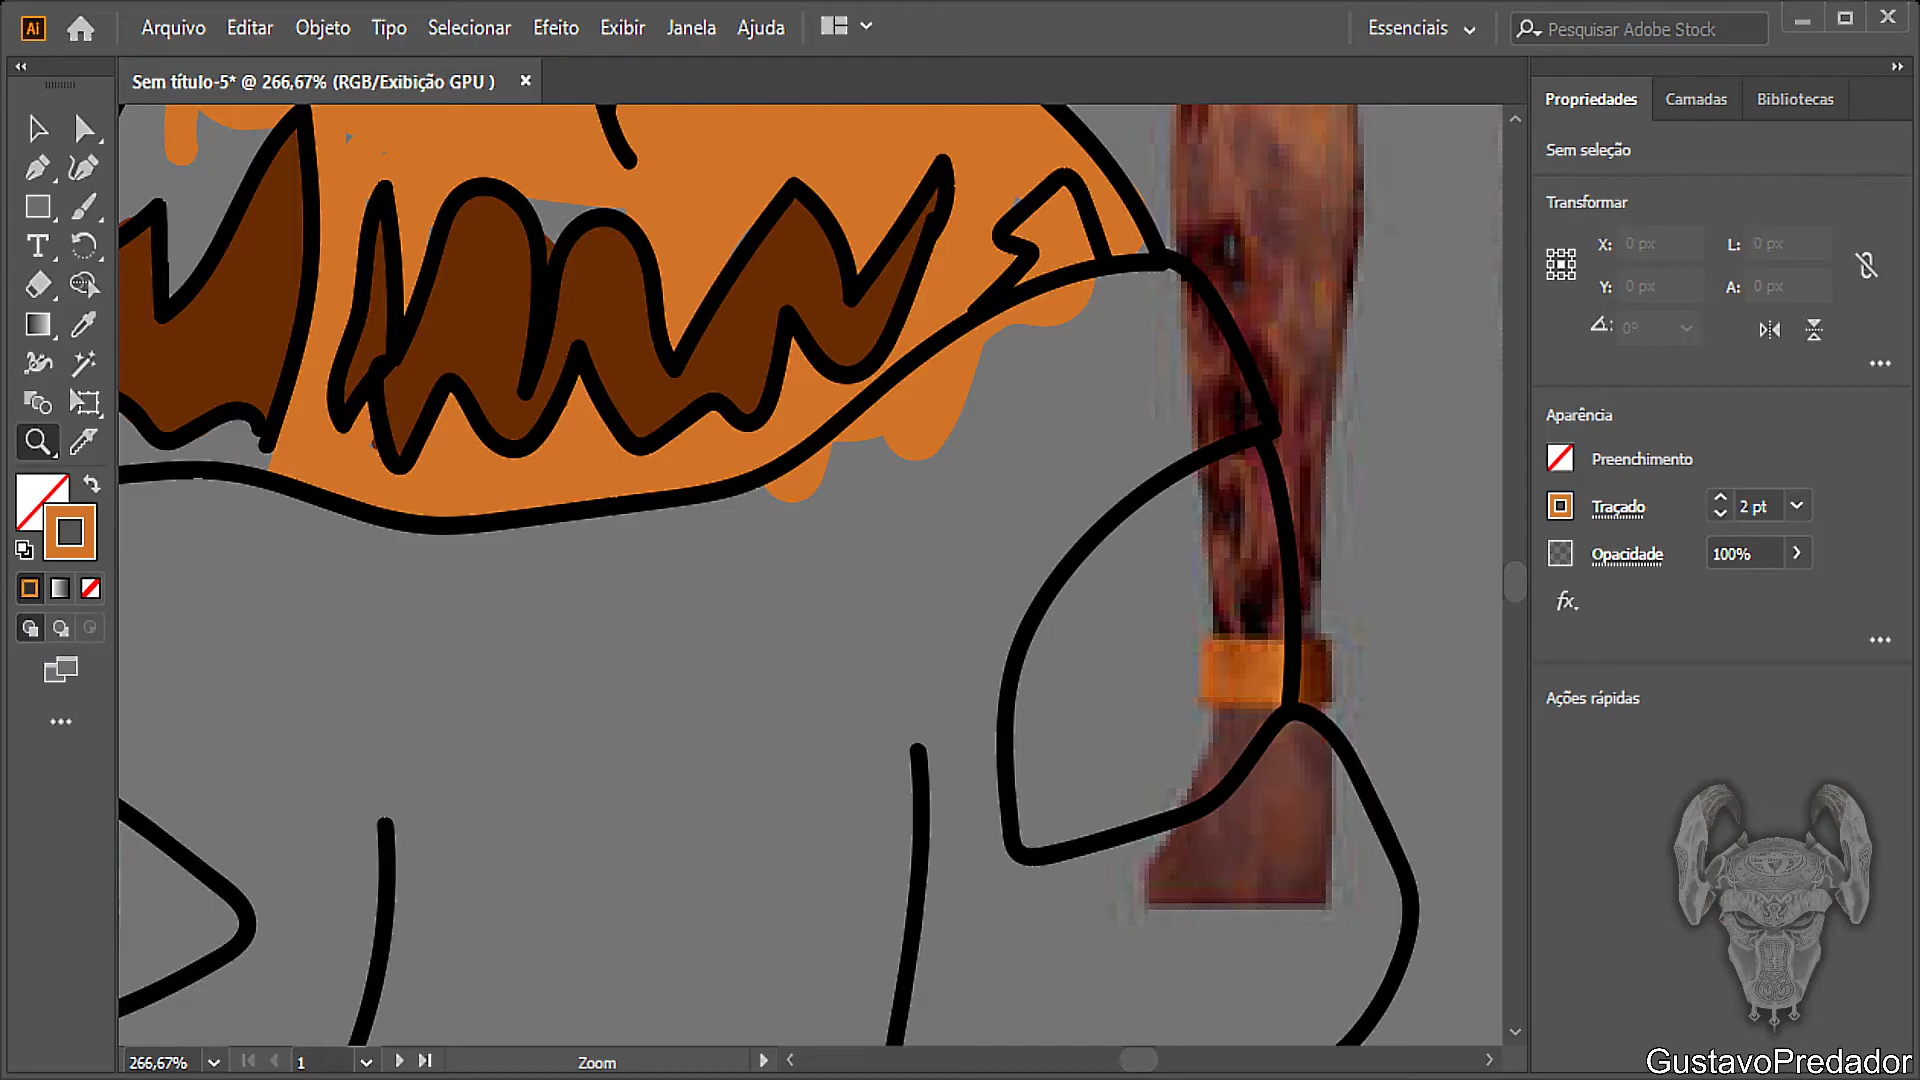 Ai
Arquivo Editar Objeto Tipo Selecionar Efeito Exibir Janela Ajuda
Essenciais
Pesquisar Adobe Stock
Sem título-5* @ 266,67% (RGB/Exibição GPU )
Propriedades Camadas Bibliotecas
Sem seleção
Transformar
X: 0 px L: 0 px
Y: 0 px A: 0 px
0°
Aparência
Preenchimento
Traçado 2 pt
Opacidade 100%
fx.
Ações rápidas
266,67% 1 Zoom
GustavoPredador